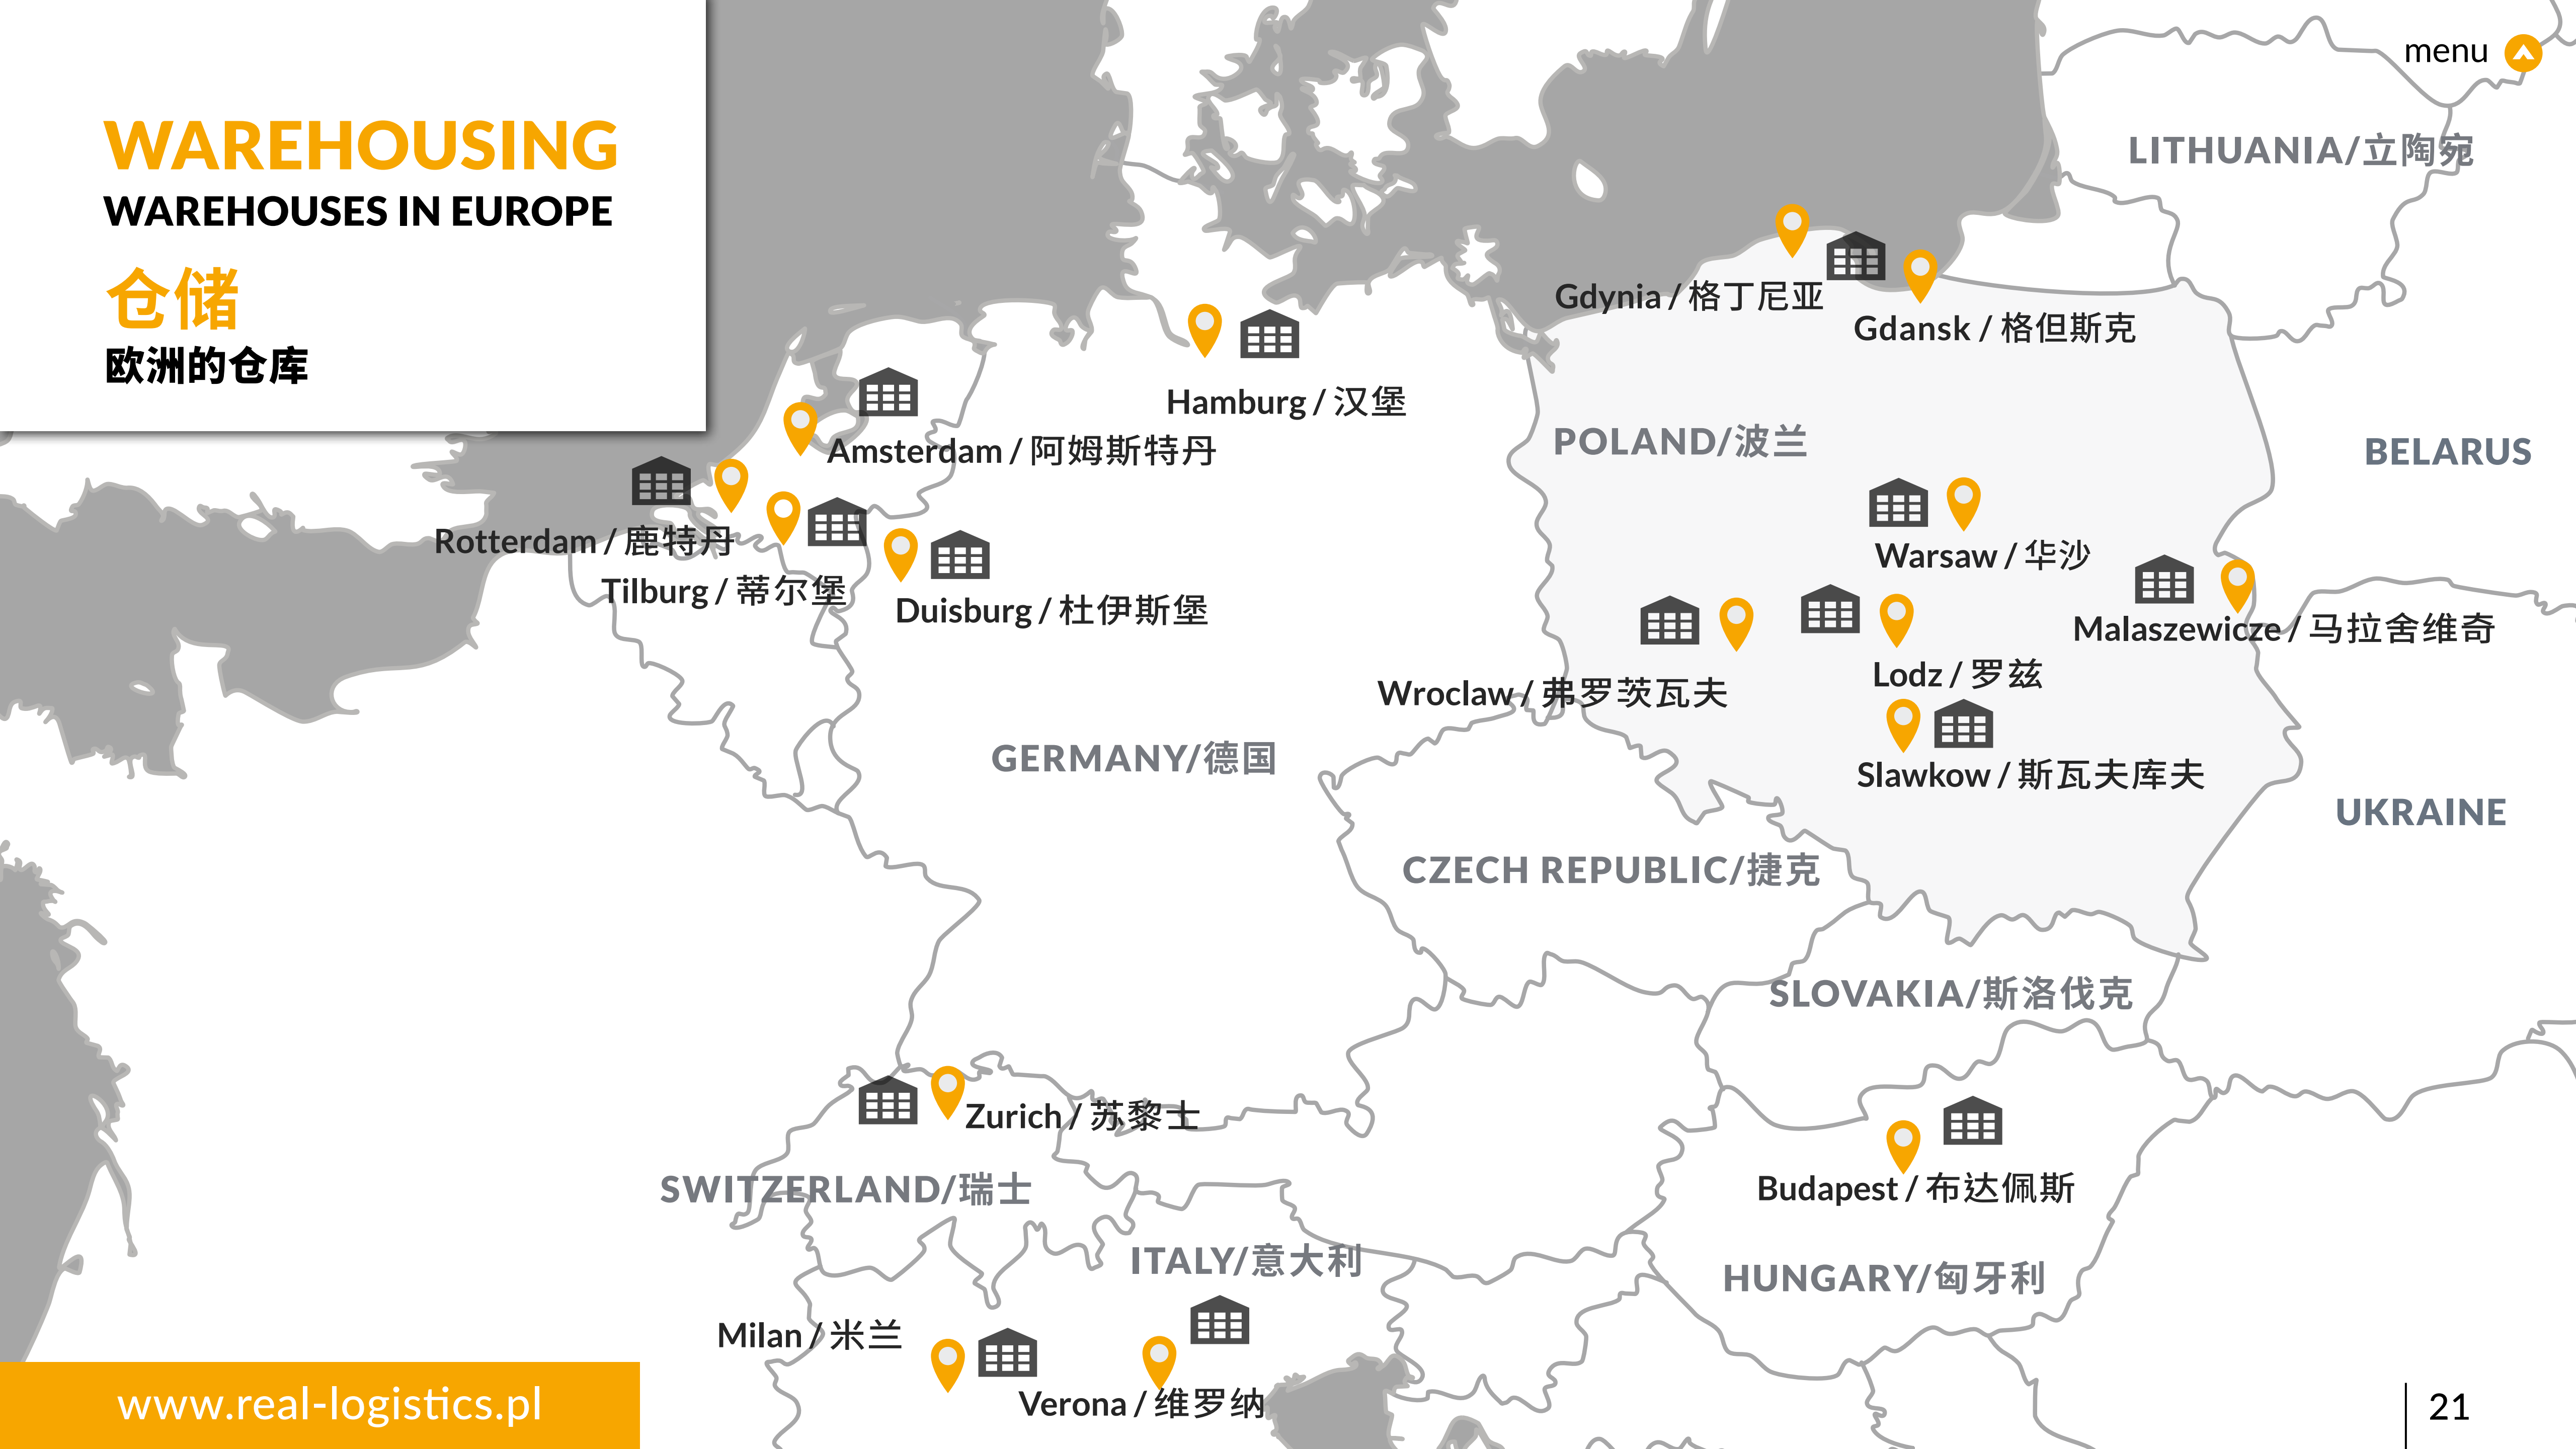 menu
WAREHOUSING
WAREHOUSES IN EUROPE
仓储
欧洲的仓库
LITHUANIA/立陶宛
Gdynia / 格丁尼亚
Gdansk / 格但斯克
Hamburg / 汉堡
Amsterdam / 阿姆斯特丹
POLAND/波兰
BELARUS
Rotterdam / 鹿特丹
Warsaw / 华沙
Tilburg / 蒂尔堡
Duisburg / 杜伊斯堡
Malaszewicze / 马拉舍维奇
Lodz / 罗兹
Wroclaw / 弗罗茨瓦夫
GERMANY/德国
Slawkow / 斯瓦夫库夫
UKRAINE
CZECH REPUBLIC/捷克
SLOVAKIA/斯洛伐克
Zurich / 苏黎士
SWITZERLAND/瑞士
Budapest / 布达佩斯
ITALY/意大利
HUNGARY/匈牙利
Milan / 米兰
Verona / 维罗纳
www.real-logistics.pl
21